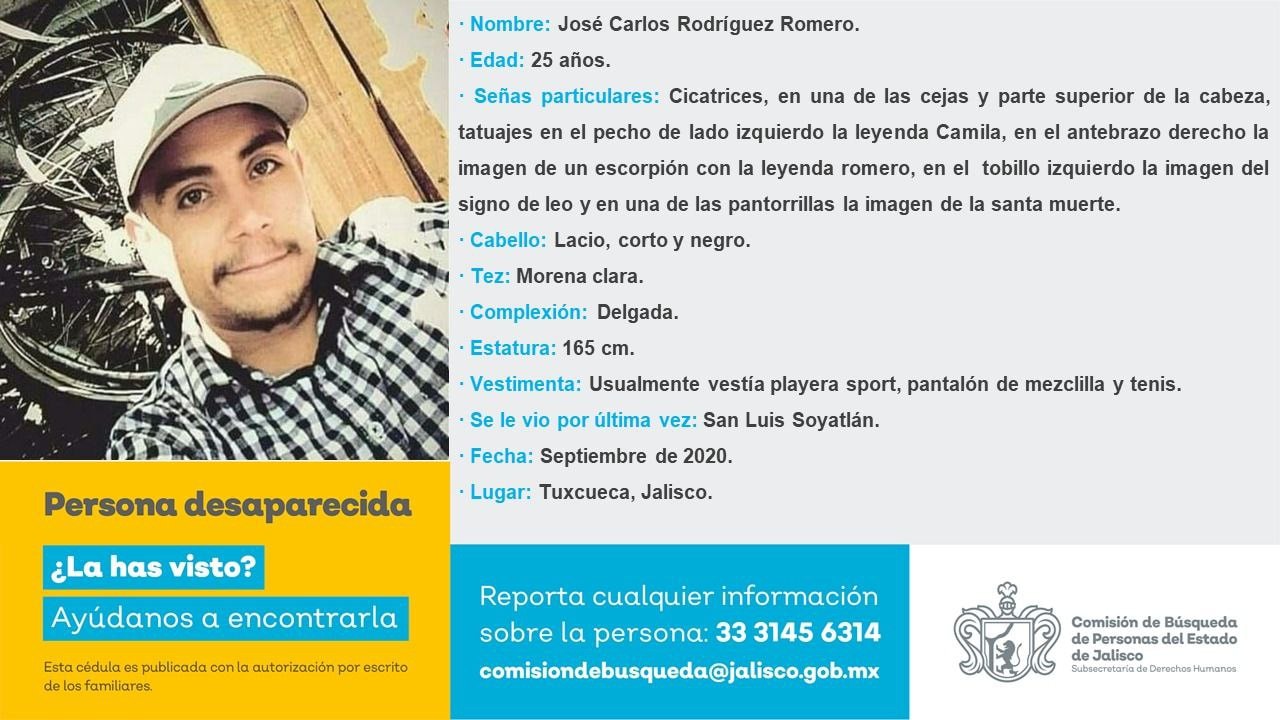 · Nombre: José Carlos Rodríguez Romero.
· Edad: 25 años.
· Señas particulares: Cicatrices, en una de las cejas y parte superior de la cabeza,
tatuajes en el pecho de lado izquierdo la leyenda Camila, en el antebrazo derecho la
imagen de un escorpión con la leyenda romero, en el tobillo izquierdo la imagen del
signo de leo y en una de las pantorrillas la imagen de la santa muerte.
· Cabello: Lacio, corto y negro.
· Tez: Morena clara.
· Complexión: Delgada.
· Estatura: 165 cm.
· Vestimenta: Usualmente vestía playera sport, pantalón de mezclilla y tenis.
· Se le vio por última vez: San Luis Soyatlán.
· Fecha: Septiembre de 2020.
· Lugar: Tuxcueca, Jalisco.
Persona desaparecida
¿La has visto?
Ayúdanos a encontrarla
Esta cédula es publicada con la autorización por escrito
de los familiares.
Reporta cualquier información
sobre la persona: 33 3145 6314
comisiondebusqueda@jalisco.gob.mx
Comisión de Búsqueda
de Personas del Estado
de Jalisco
Subsecretaría de Derechos Humanos